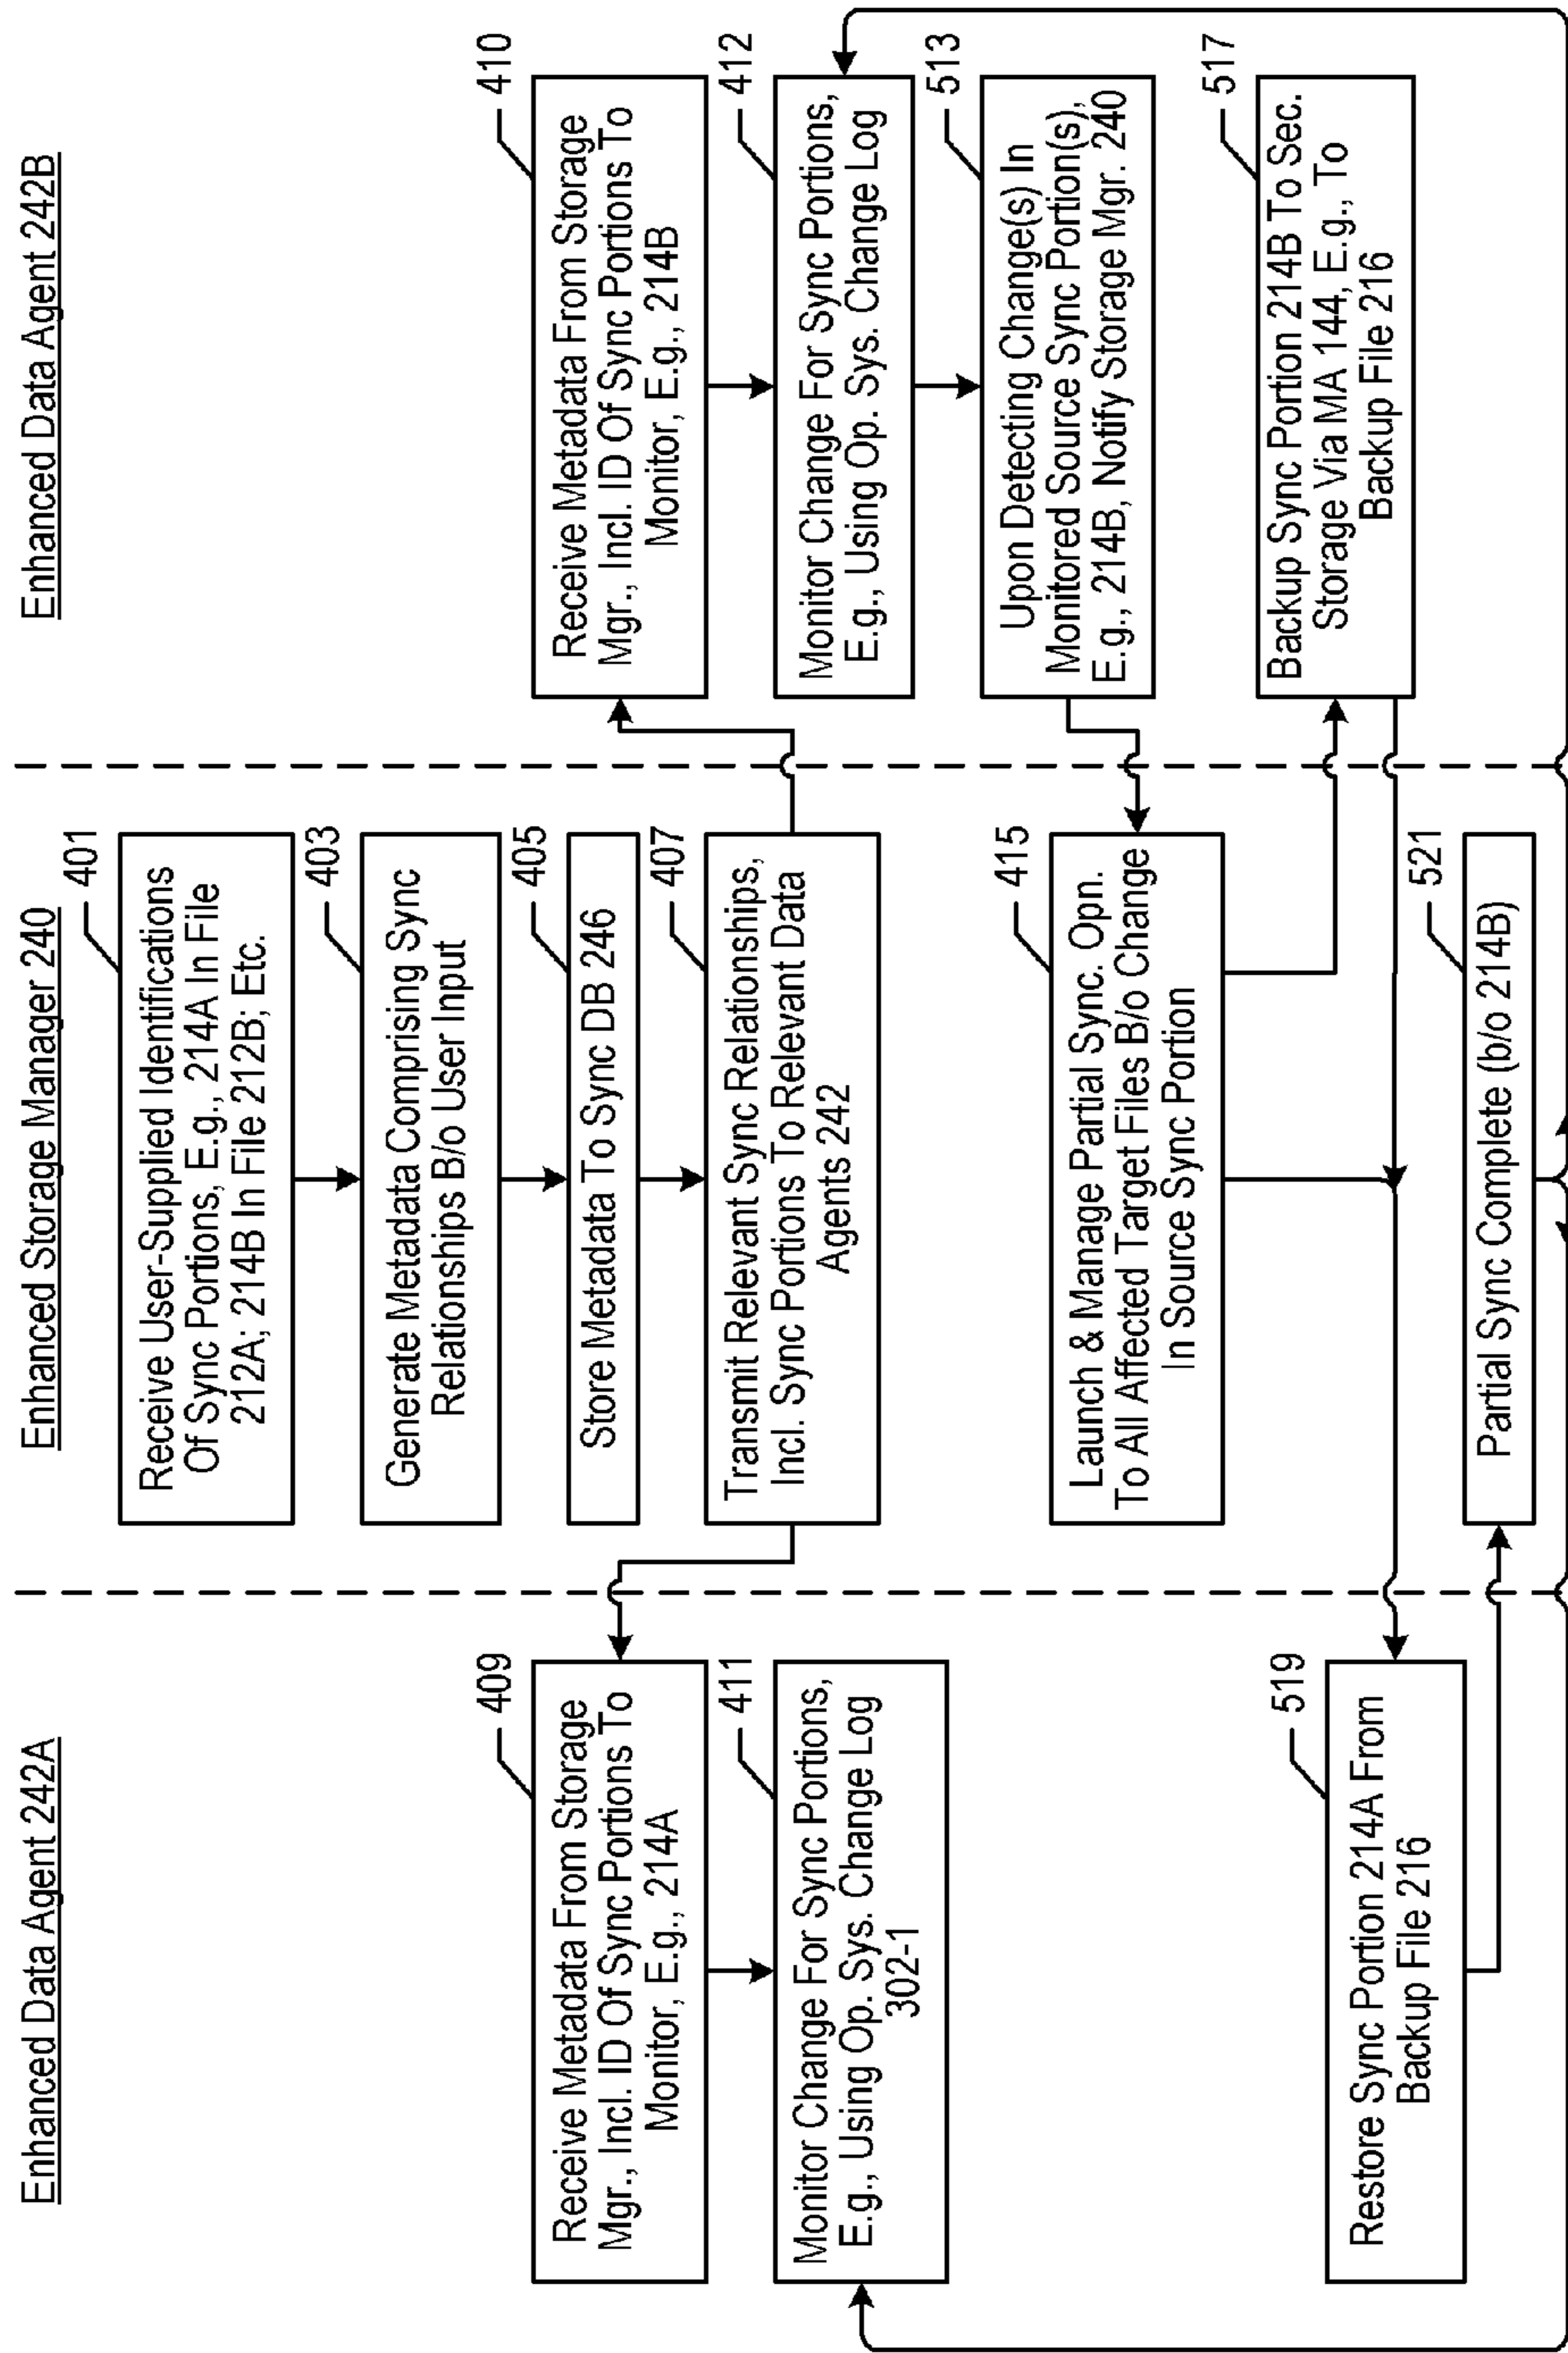 Enhanced Data Agent 242A
Enhanced Storage Manager 240
Enhanced Data Agent 242B
401
Receive User-Supplied Identifications
Of Sync Portions, E.g., 214A In File
212A; 214B In File 212B; Etc.
403
Generate Metadata Comprising Sync
Relationships B/o User Input
405
Store Metadata To Sync DB 246
407
Transmit Relevant Sync Relationships,
Incl. Sync Portions To Relevant Data
Agents 242
409
Receive Metadata From Storage
Mgr., Incl. ID Of Sync Portions To
Monitor, E.g., 214A
410
Receive Metadata From Storage
Mgr., Incl. ID Of Sync Portions To
Monitor, E.g., 214B
411
Monitor Change For Sync Portions,
E.g., Using Op. Sys. Change Log
302-1
412
Monitor Change For Sync Portions,
E.g., Using Op. Sys. Change Log
513
Upon Detecting Change(s) In
Monitored Source Sync Portion(s),
E.g., 214B, Notify Storage Mgr. 240
415
Launch & Manage Partial Sync. Opn.
To All Affected Target Files B/o Change
In Source Sync Portion
517
Backup Sync Portion 214B To Sec.
Storage Via MA 144, E.g., To
Backup File 216
519
Restore Sync Portion 214A From
Backup File 216
521
Partial Sync Complete (b/o 214B)